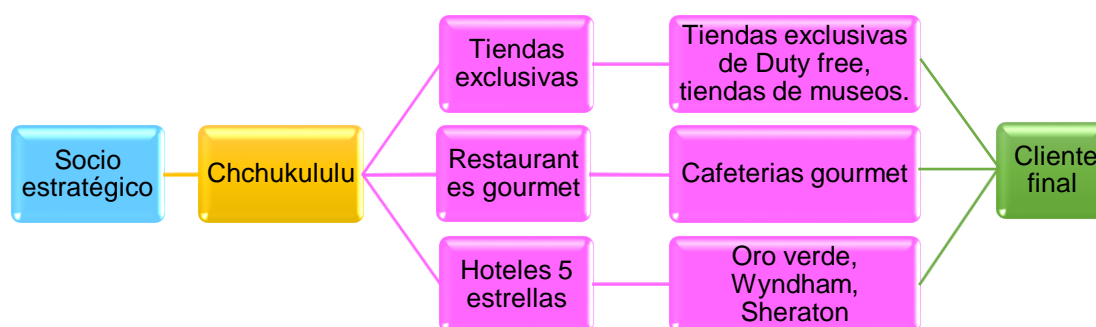 Socio
estratégico
Chchukululu
Tiendas
exclusivas
Tiendas exclusivas
de Duty free,
tiendas de museos.
Restaurant
es gourmet
Cafeterias gourmet
Hoteles 5
estrellas
Oro verde,
Wyndham,
Sheraton
Cliente
final